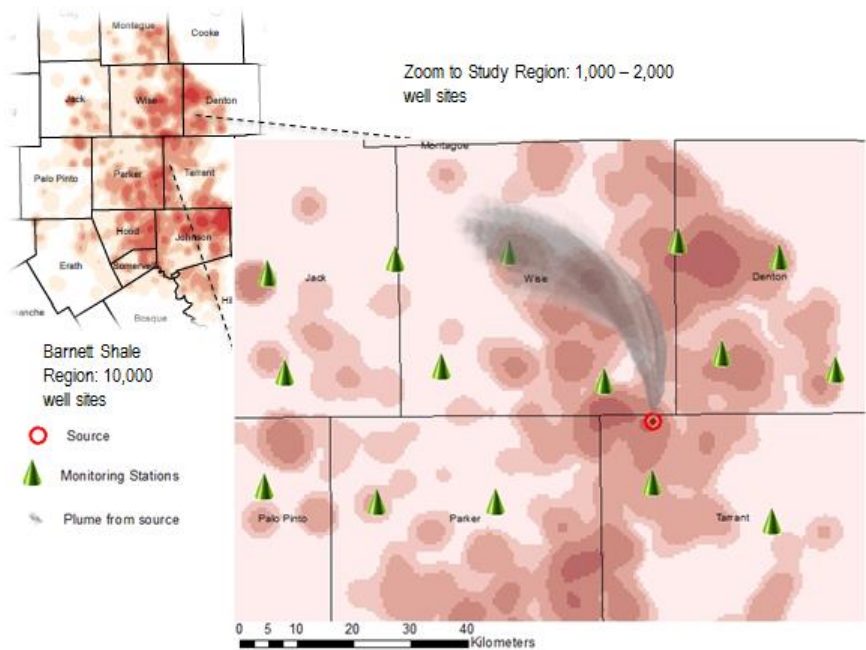 Montague
Cooke
Jack
Wise
Denton
Palo Pinto
Parker
Tarrant
Hood
Johnson
Erath
Somervell
manche
Bosque
Hil
Zoom to Study Region: 1,000 – 2,000
well sites
Montague
Jack
Wise
Denton
Palo Pinto
Parker
Tarrant
Barnett Shale
Region: 10,000
well sites
Source
Monitoring Stations
Plume from source
0 5 10 20 30 40
Kilometers